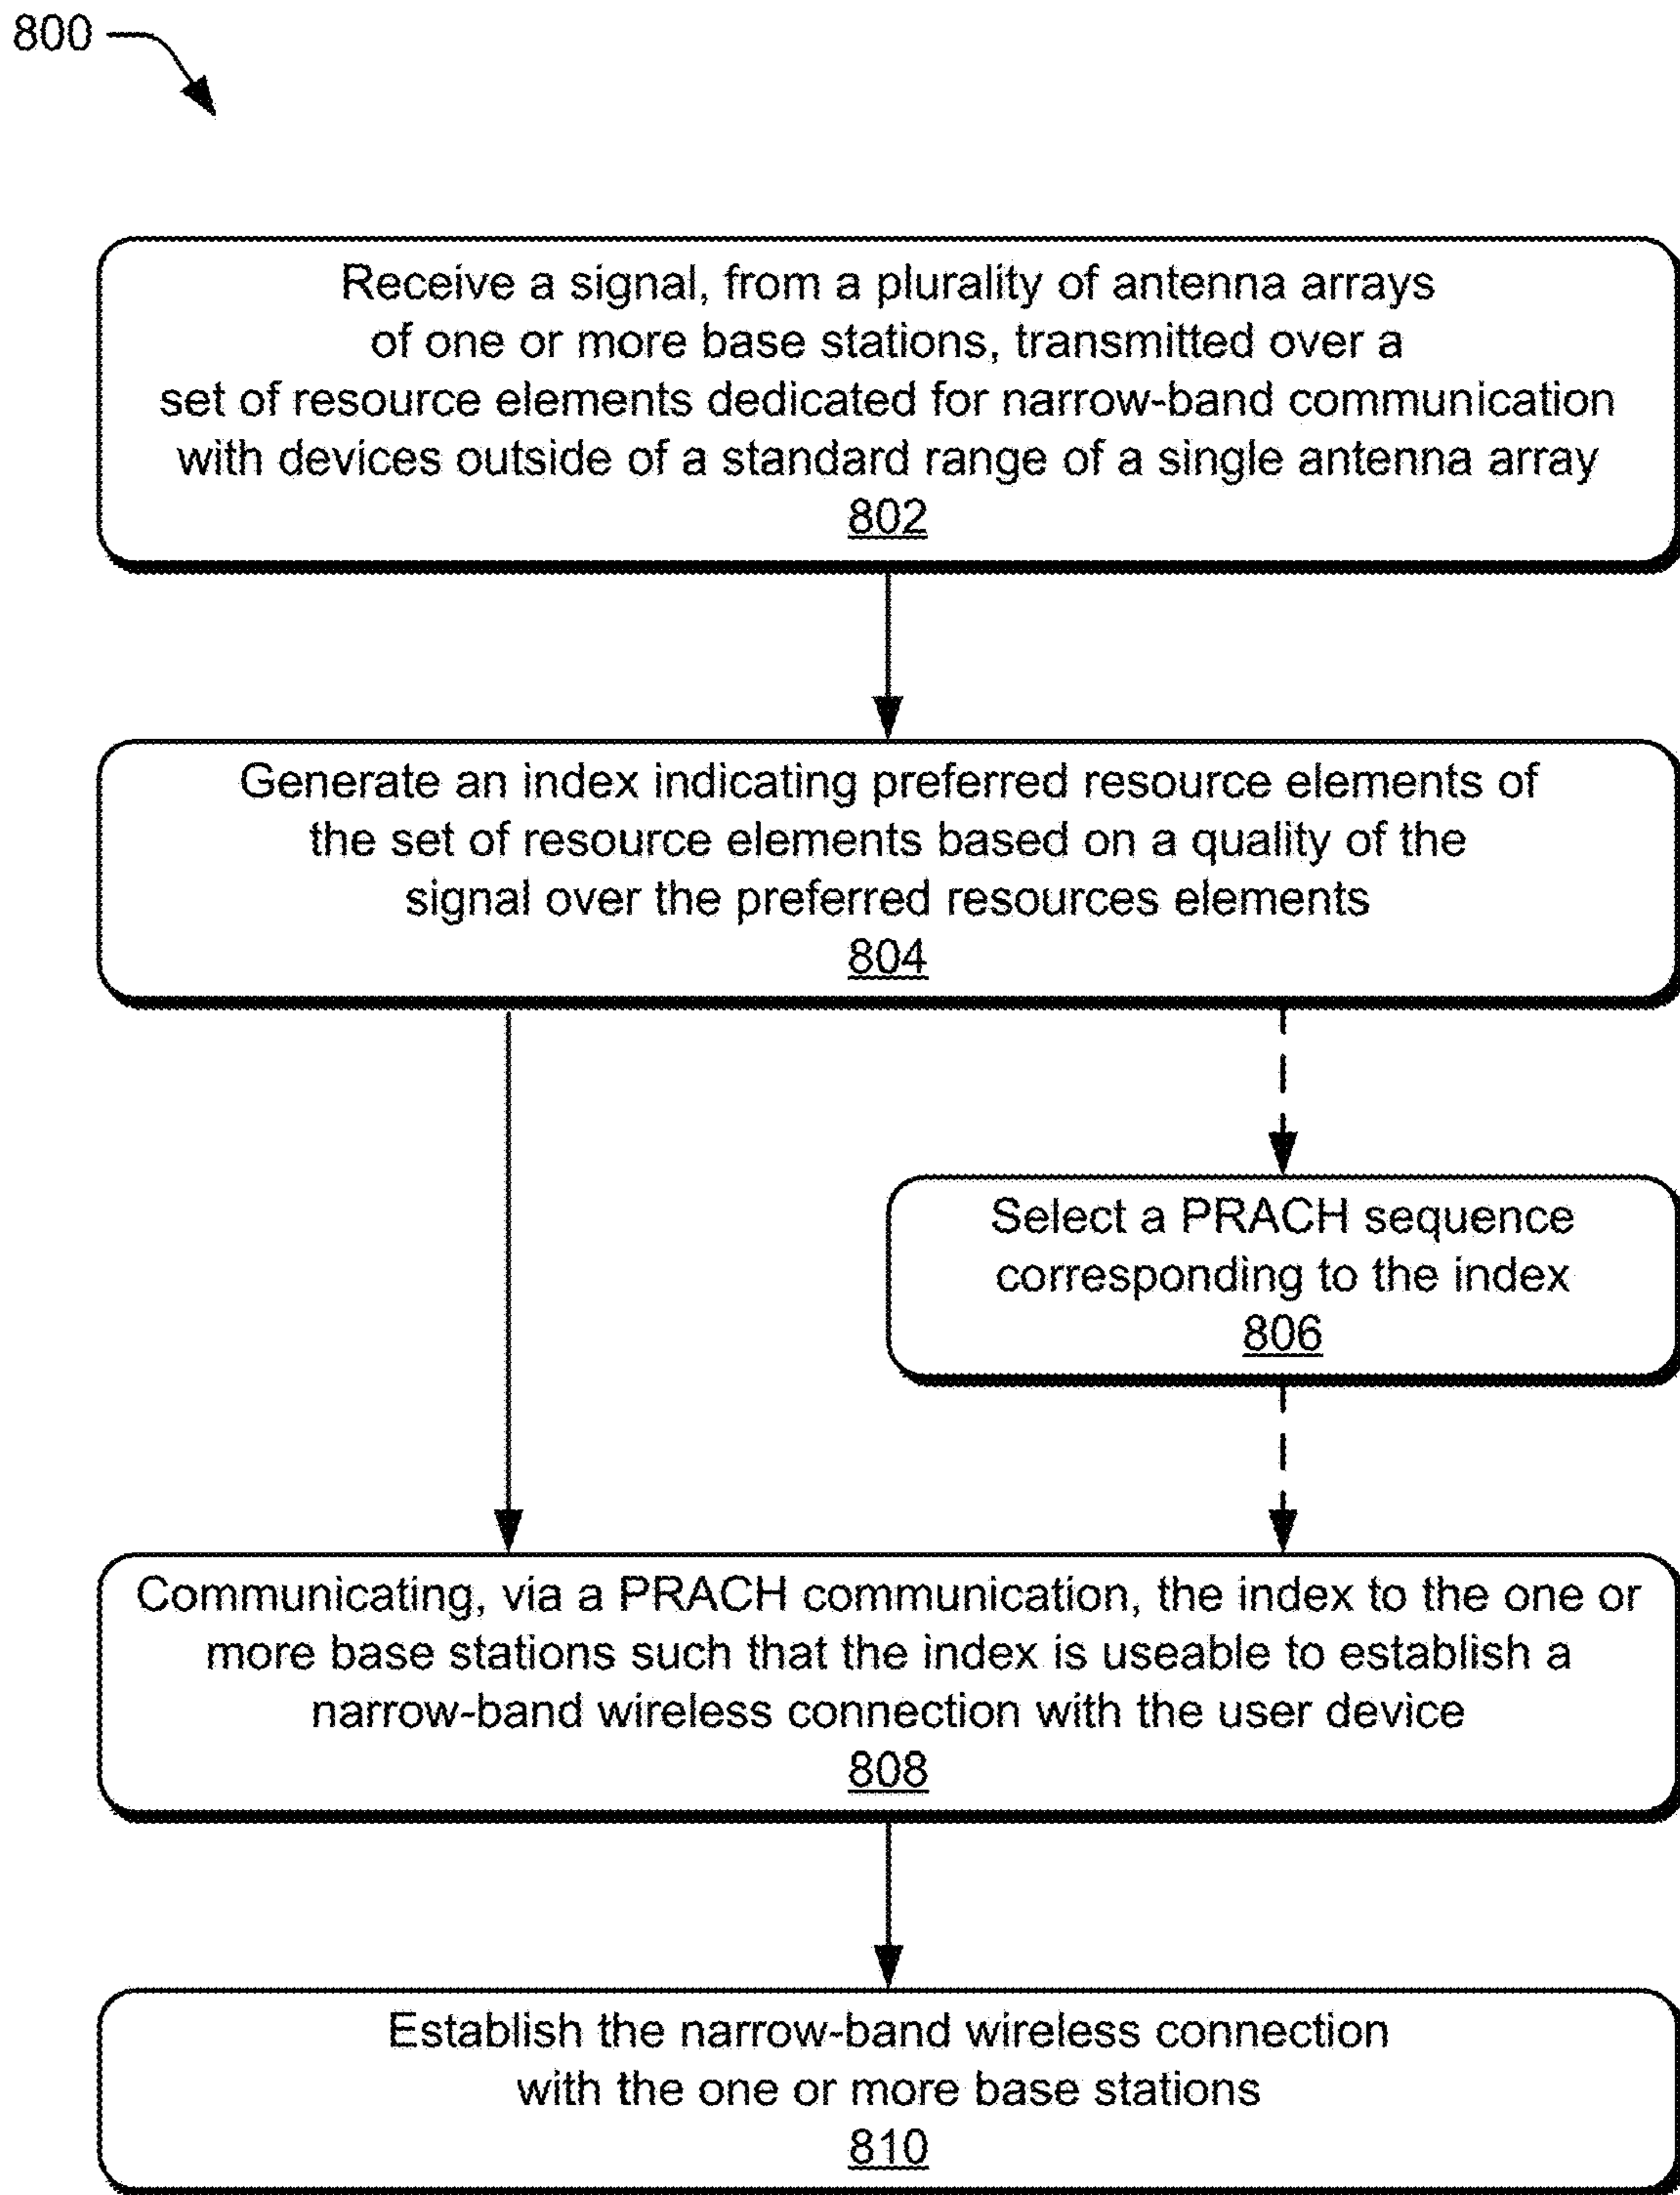 800
Receive a signal, from a plurality of antenna arrays
of one or more base stations, transmitted over a
set of resource elements dedicated for narrow-band communication
with devices outside of a standard range of a single antenna array
802
Generate an index indicating preferred resource elements of
the set of resource elements based on a quality of the
signal over the preferred resources elements
804
Select a PRACH sequence
corresponding to the index
806
Communicating, via a PRACH communication, the index to the one or
more base stations such that the index is useable to establish a
narrow-band wireless connection with the user device
808
Establish the narrow-band wireless connection
with the one or more base stations
810